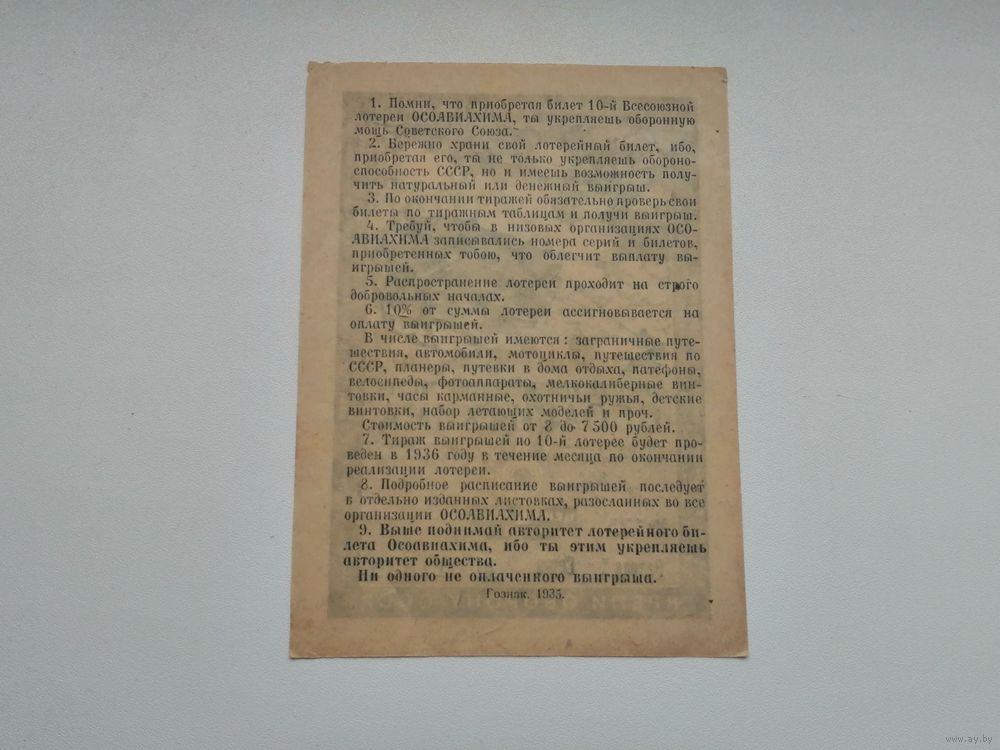 1. Помни, что приобретая билет 10-й Всесоюзной
лотереи ОСОАВИАХИМА, ты укрепляешь оборонную
мощь Советского Союза.
2. Бережно храни свой лотерейный билет, ибо,
приобретая его, ты не только укрепляешь обороно-
способность СССР, но и имеешь возможность полу-
чить натуральный или денежный выигрыш.
3. По окончании тиражей обязательно проверь свои
билеты по тиражным таблицам и получи выигрыш.
4. Требуй, чтобы в низовых организациях ОСО-
АВИАХИМА записывались номера серий и билетов,
приобретенных тобою, что облегчит выплату вы-
игрышей.
5. Распространение лотереи проходит на строго
добровольных началах.
6. 10% от суммы лотереи ассигновывается на
оплату выигрышей.
В числе выигрышей имеются: заграничные путе-
шествия, автомобили, мотоциклы, путешествия по
СССР, планеры, путевки в дома отдыха, патефоны,
велосипеды, фотоаппараты, мелкокалиберные вин-
товки, часы карманные, охотничьи ружья, детские
винтовки, набор летающих моделей и проч.
Стоимость выигрышей от 8 до 7500 рублей.
7. Тираж выигрышей по 10-й лотерее будет про-
веден в 1936 году в течение месяца по окончании
реализации лотереи.
8. Подробное расписание выигрышей последует
в отдельно изданных листовках, разосланных во все
организации ОСОАВИАХИМА.
9. Выше поднимай авторитет лотерейного би-
лета Осоавиахима, ибо ты этим укрепляешь
авторитет общества.
Ни одного не оплаченного выигрыша.
Гознак. 1935.
www.ay.by